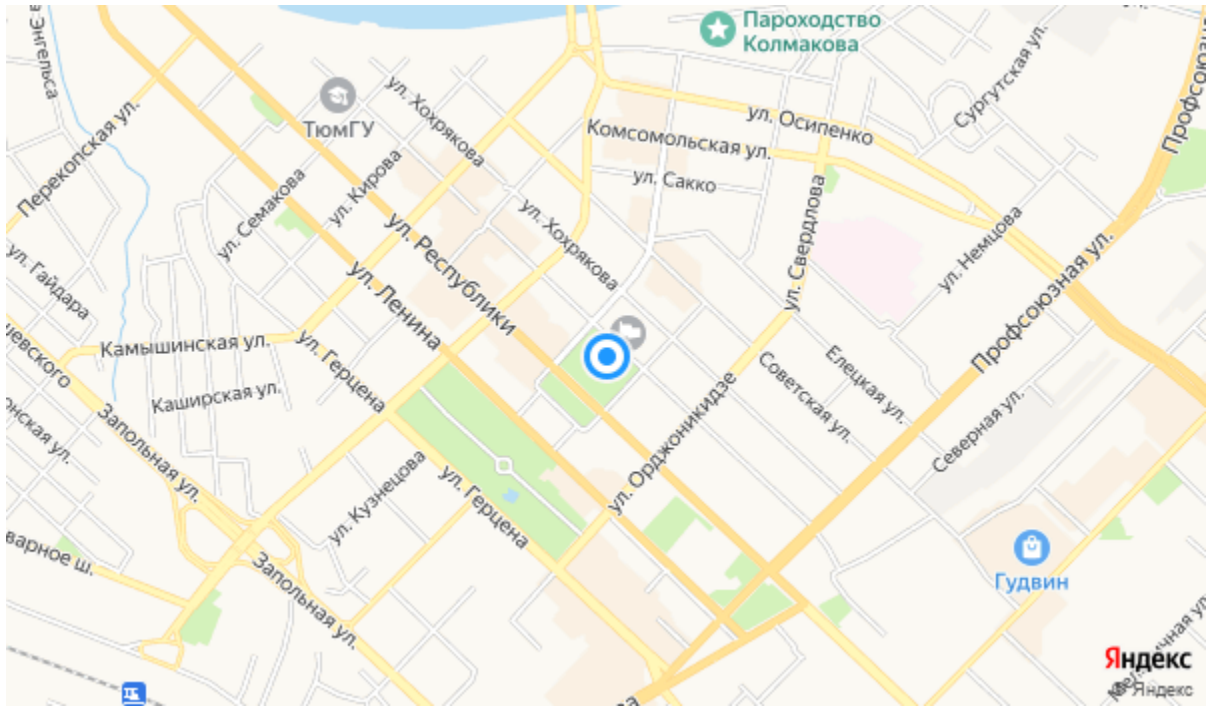 Энгельса
Пароходство
Колмакова
Сургутская ул.
ТюмГУ
ул. Хохрякова
ул. Осипенко
Комсомольская ул.
Перекопская ул.
ул. Семакова
ул. Кирова
ул. Сакко
ул. Хохрякова
ул. Республики
ул. Свердлова
ул. Немцова
ул. Гайдара
ул. Ленина
Профсоюзная ул.
Камышинская ул.
ул. Герцена
Каширская ул.
Запольная ул.
ул. Кузнецова
ул. Герцена
ул. Орджоникидзе
Советская ул.
Елецкая ул.
Северная ул.
Запольная ул.
Гудвин
Яндекс
© Яндекс